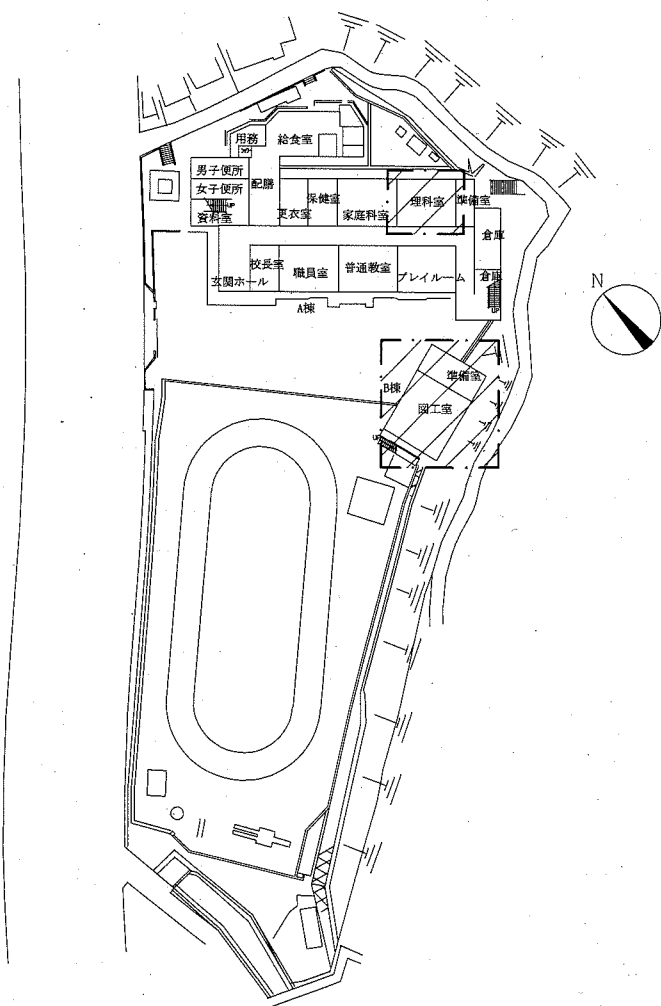 用務
給食室
男子便所
配膳
女子便所
保健室
理科室
準備室
資料室
更衣室
家庭科室
倉庫
校長室
職員室
普通教室
プレイルーム
倉庫
玄関ホール
A棟
N
準備室
B棟
図工室
UP